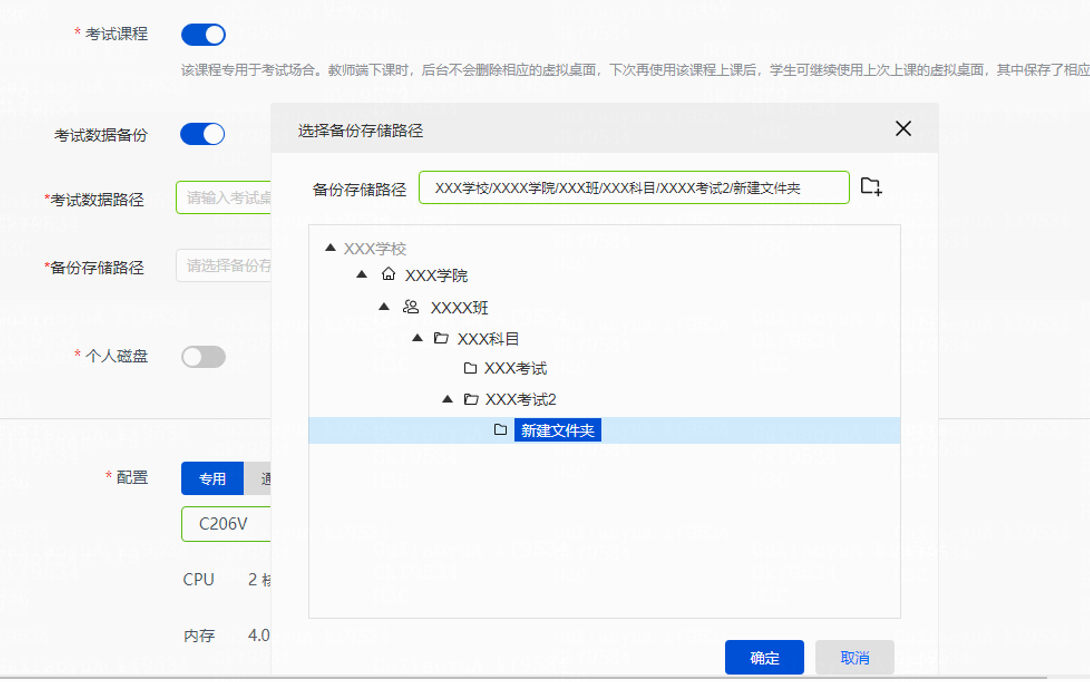 * 考试课程
该课程专用于考试场合。教师端下课时，后台不会删除相应的虚拟桌面，下次再使用该课程上课后，学生可继续使用上次上课的虚拟桌面，其中保存了相应
选择备份存储路径
考试数据备份
备份存储路径 XXX学校/XXXX学院/XXX班/XXX科目/XXXX考试2/新建文件夹
*考试数据路径 请输入考试桌
XXX学校
*备份存储路径 请选择备份存
XXX学院
XXXX班
XXX科目
* 个人磁盘
XXX考试
XXX考试2
新建文件夹
* 配置 专用
C206V
CPU 2 核
内存 4.0
确定 取消